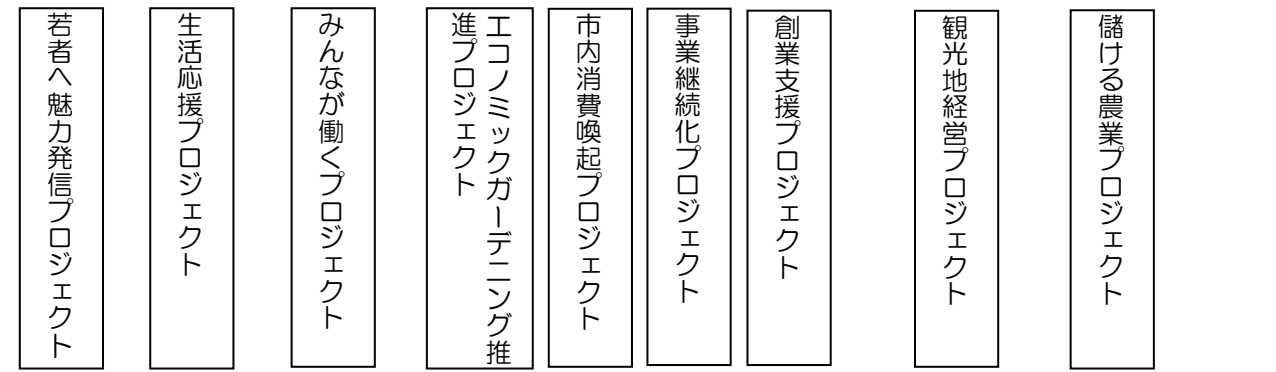 儲ける農業プロジェクト
観光地経営プロジェクト
創業支援プロジェクト
事業継続化プロジェクト
市内消費喚起プロジェクト
エコノミックガーデニング推
進プロジェクト
みんなが働くプロジェクト
生活応援プロジェクト
若者へ魅力発信プロジェクト